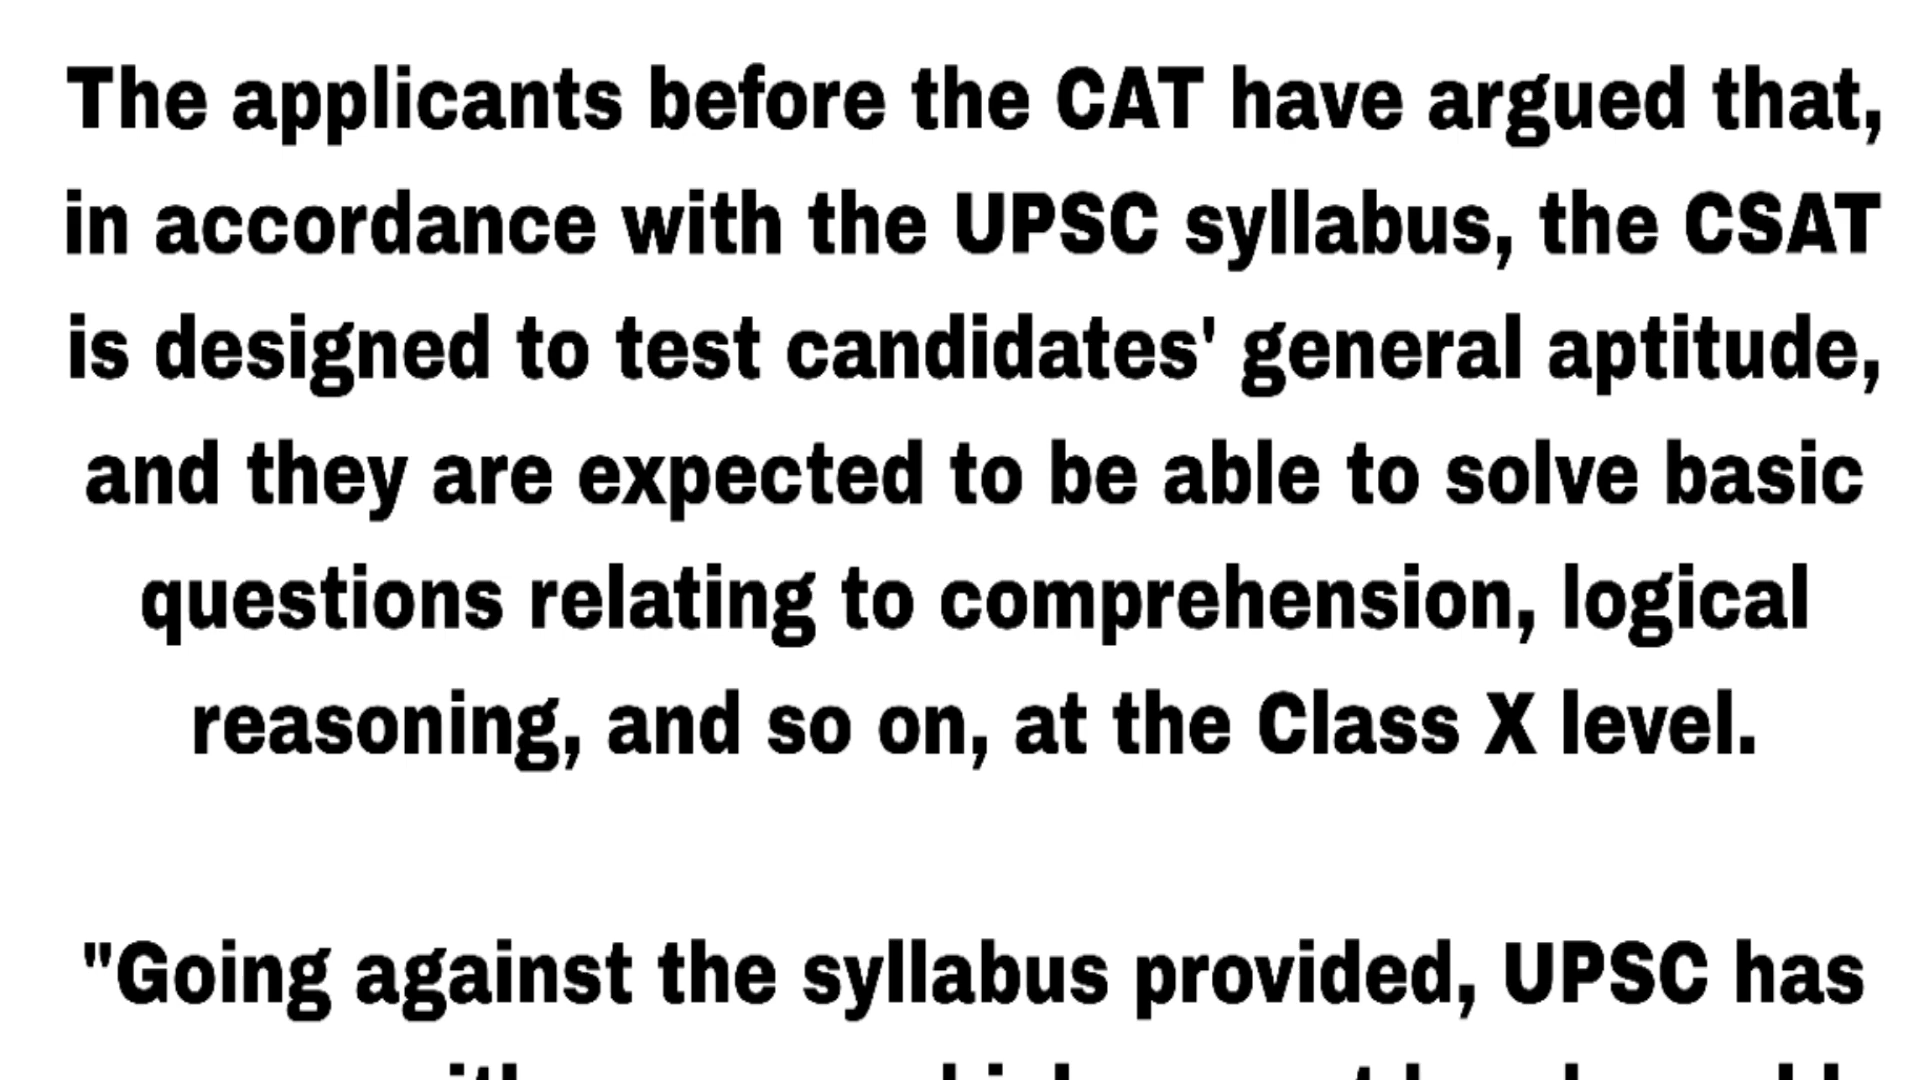 The applicants before the CAT have argued that,
in accordance with the UPSC syllabus, the CSAT
is designed to test candidates' general aptitude,
and they are expected to be able to solve basic
questions relating to comprehension, logical
reasoning, and so on, at the Class X level.
"Going against the syllabus provided, UPSC has